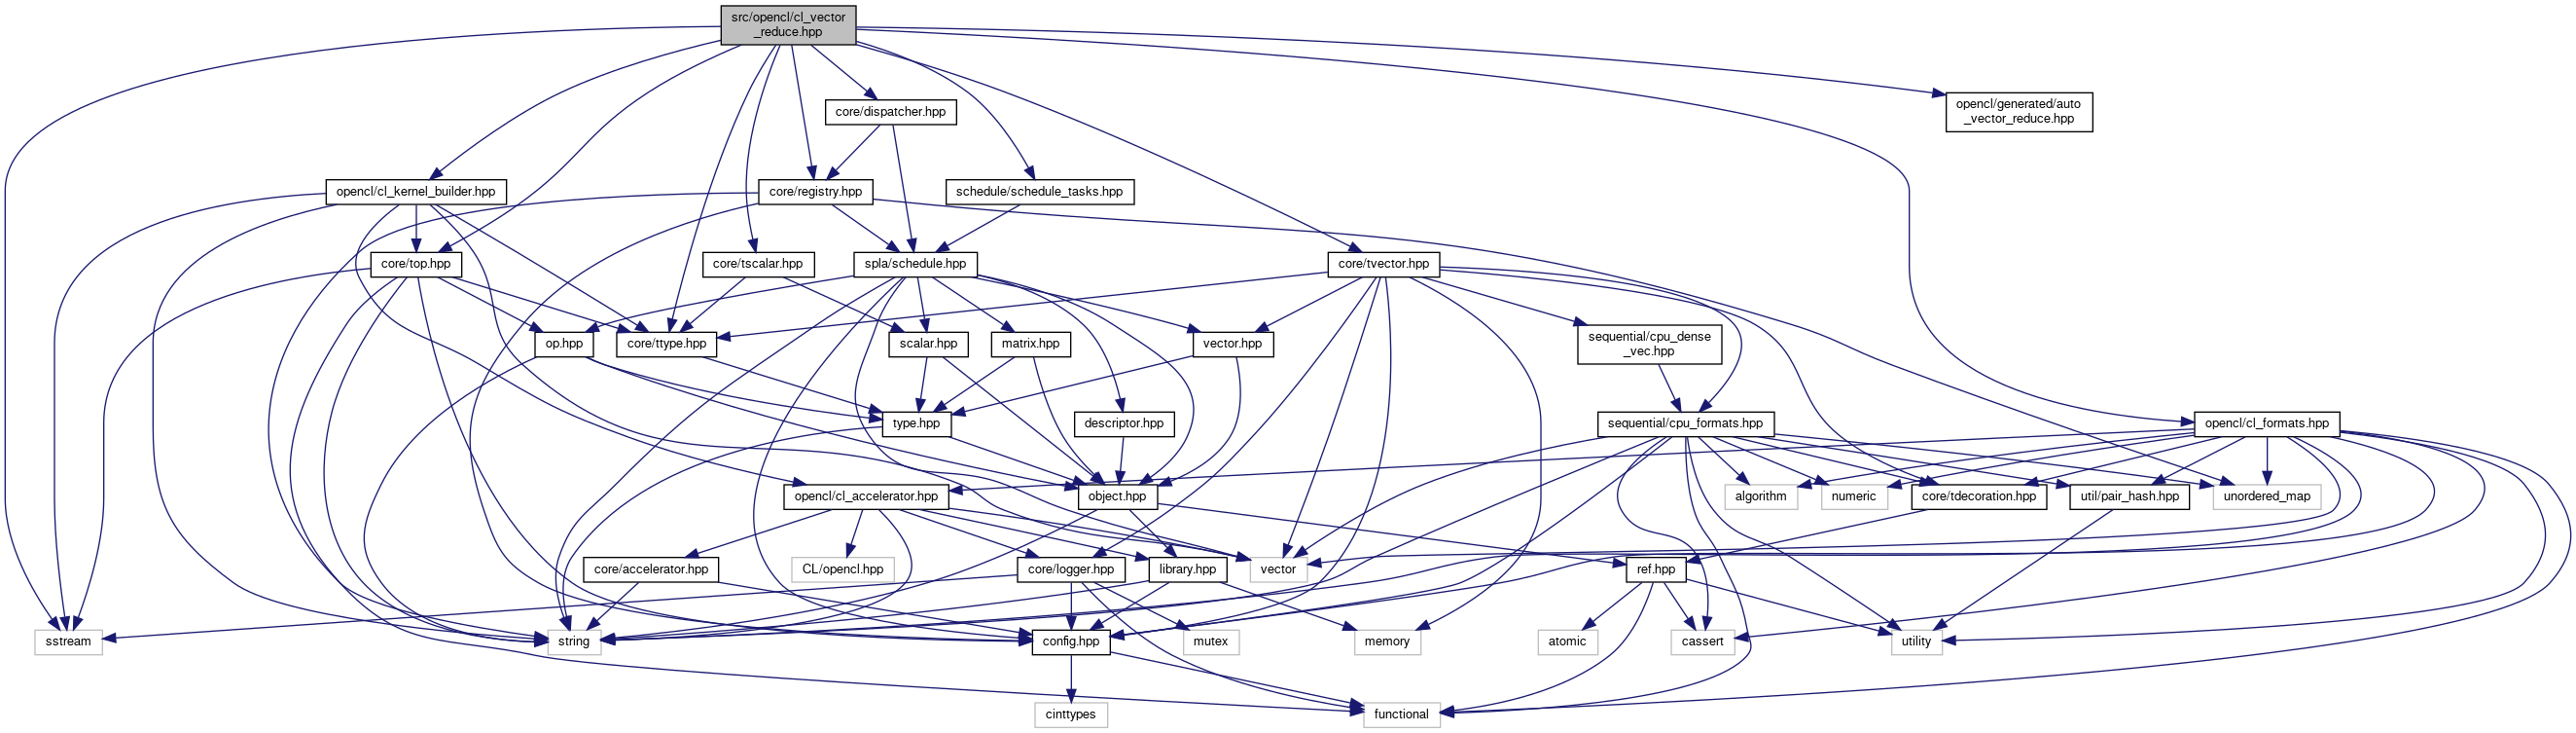 src/opencl/cl_vector
_reduce.hpp
core/dispatcher.hpp
opencl/generated/auto
_vector_reduce.hpp
opencl/cl_kernel_builder.hpp
core/registry.hpp
schedule/schedule_tasks.hpp
core/top.hpp
core/tscalar.hpp
spla/schedule.hpp
core/tvector.hpp
op.hpp
core/ttype.hpp
scalar.hpp
matrix.hpp
vector.hpp
sequential/cpu_dense
_vec.hpp
type.hpp
descriptor.hpp
sequential/cpu_formats.hpp
opencl/cl_formats.hpp
opencl/cl_accelerator.hpp
object.hpp
algorithm
numeric
core/tdecoration.hpp
util/pair_hash.hpp
unordered_map
core/accelerator.hpp
CL/opencl.hpp
core/logger.hpp
library.hpp
vector
ref.hpp
sstream
string
config.hpp
mutex
memory
atomic
cassert
utility
cinttypes
functional